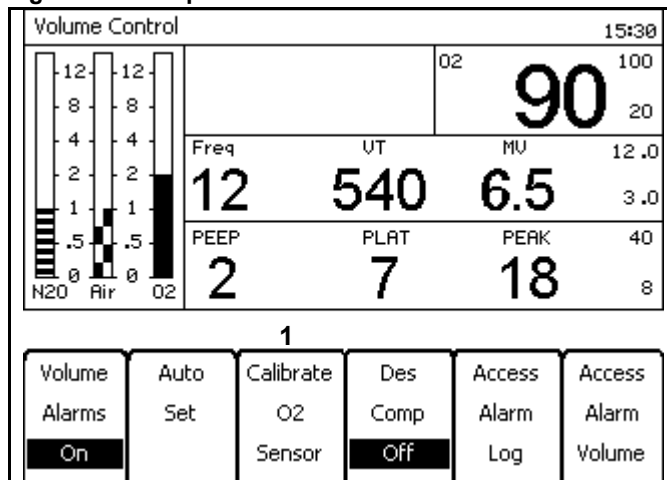 Volume Control 15:30
12 12
8 8
4 4
2 2
1 1
.5 .5
0 0
N2O Air O2
O2 90 100
20
Freq VT MV 12.0
12 540 6.5 3.0
PEEP PLAT PEAK 40
2 7 18 8
1
Volume Alarms On
Auto Set
Calibrate O2 Sensor
Des Comp Off
Access Alarm Log
Access Alarm Volume